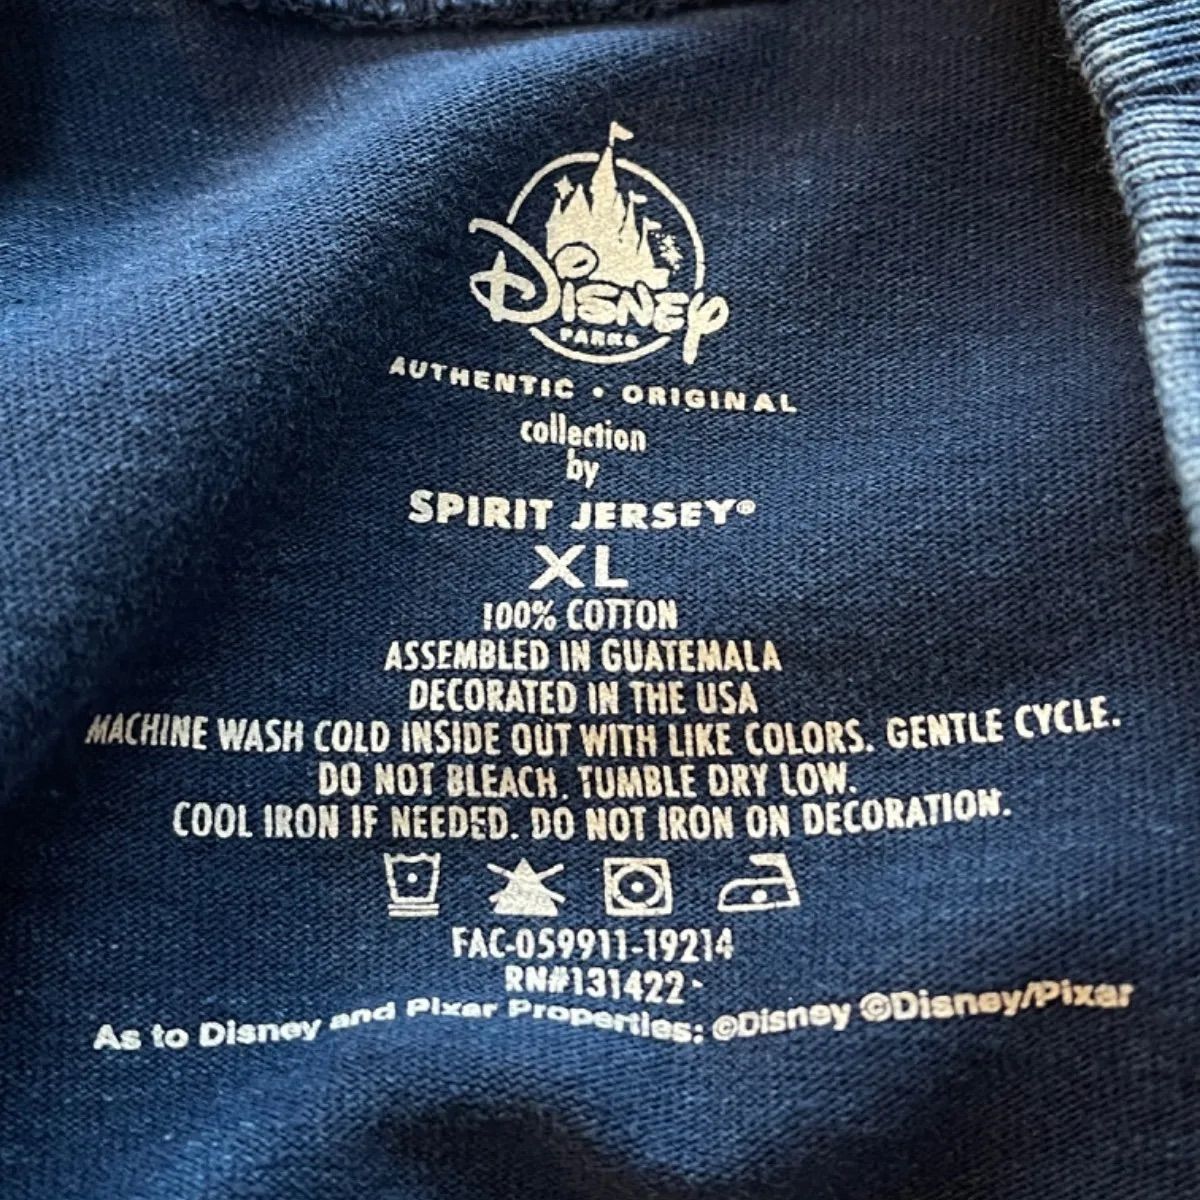 Disney
PARKS
AUTHENTIC • ORIGINAL
collection
by
SPIRIT JERSEY®
XL
100% COTTON
ASSEMBLED IN GUATEMALA
DECORATED IN THE USA
MACHINE WASH COLD INSIDE OUT WITH LIKE COLORS. GENTLE CYCLE.
DO NOT BLEACH. TUMBLE DRY LOW.
COOL IRON IF NEEDED. DO NOT IRON ON DECORATION.
FAC-059911-19214
RN#131422
As to Disney and Pixar Properties: ©Disney ©Disney/Pixar